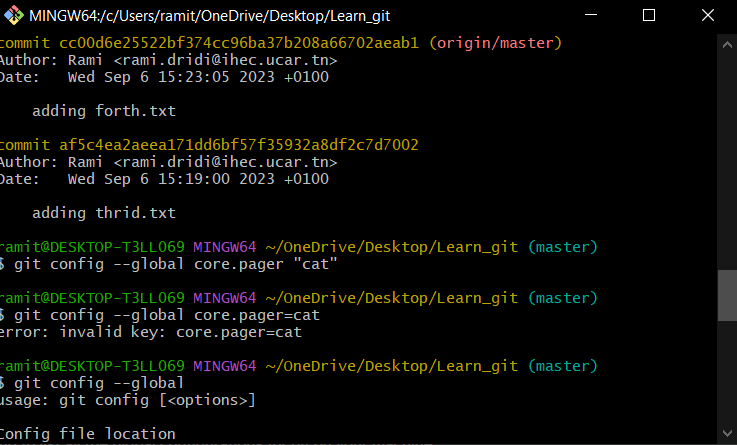 MINGW64:/c/Users/ramit/OneDrive/Desktop/Learn_git
commit cc00d6e25522bf374cc96ba37b208a66702aeab1 (origin/master)
Author: Rami <rami.dridi@ihec.ucar.tn>
Date:   Wed Sep 6 15:23:05 2023 +0100
    adding forth.txt
commit af5c4ea2aeea171dd6bf57f35932a8df2c7d7002
Author: Rami <rami.dridi@ihec.ucar.tn>
Date:   Wed Sep 6 15:19:00 2023 +0100
    adding thrid.txt
ramit@DESKTOP-T3LL069 MINGW64 ~/OneDrive/Desktop/Learn_git (master)
$ git config --global core.pager "cat"
ramit@DESKTOP-T3LL069 MINGW64 ~/OneDrive/Desktop/Learn_git (master)
$ git config --global core.pager=cat
error: invalid key: core.pager=cat
ramit@DESKTOP-T3LL069 MINGW64 ~/OneDrive/Desktop/Learn_git (master)
$ git config --global
usage: git config [<options>]
Config file location